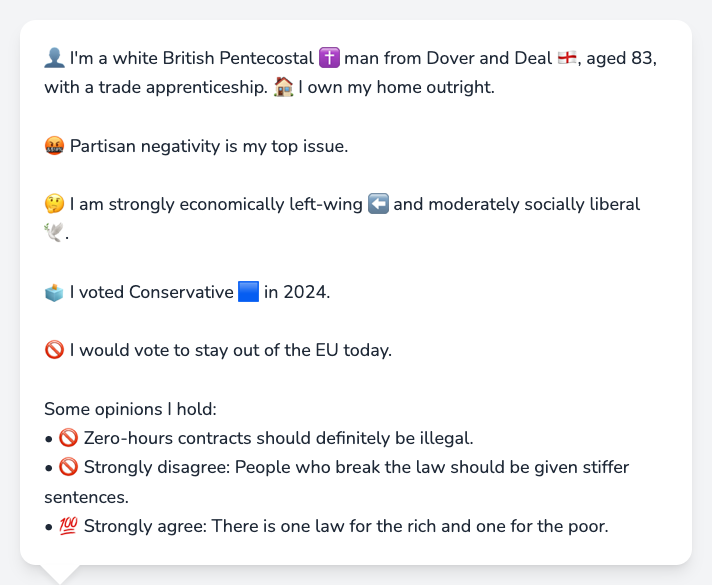 👤 I'm a white British Pentecostal ✝️ man from Dover and Deal 🏴󠁧󠁢󠁥󠁮󠁧󠁿, aged 83,
with a trade apprenticeship. 🏠 I own my home outright.
🤬 Partisan negativity is my top issue.
🤔 I am strongly economically left-wing ⬅️ and moderately socially liberal
🕊️.
🗳️ I voted Conservative 🟦 in 2024.
🚫 I would vote to stay out of the EU today.
Some opinions I hold:
• 🚫 Zero-hours contracts should definitely be illegal.
• 🚫 Strongly disagree: People who break the law should be given stiffer
sentences.
• 💯 Strongly agree: There is one law for the rich and one for the poor.